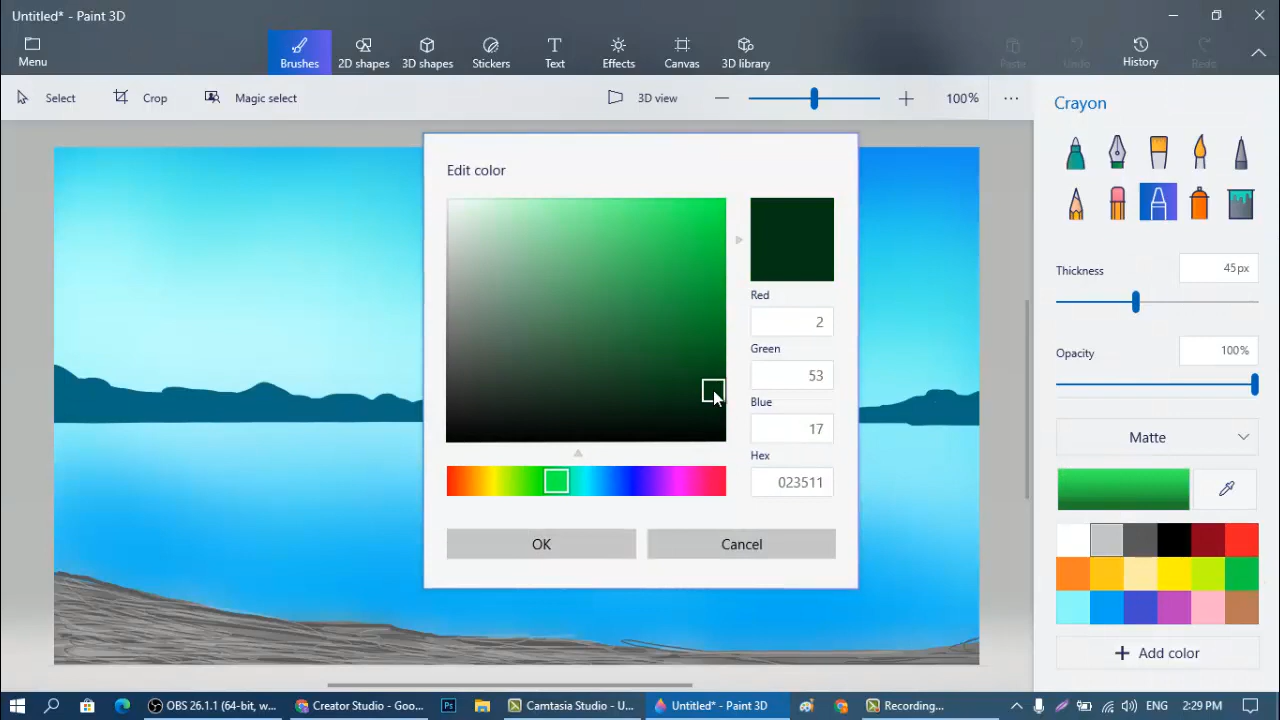 Untitled* - Paint 3D
Menu
Brushes
2D shapes
3D shapes
Stickers
Text
Effects
Canvas
3D library
Paste
Undo
History
Redo
Select
Crop
Magic select
3D view
100%
Crayon
Edit color
Red
2
Green
53
Blue
17
Hex
023511
OK
Cancel
Thickness
45px
Opacity
100%
Matte
Add color
OBS 26.1.1 (64-bit, w...
Creator Studio - Goo...
Ps
Camtasia Studio - U...
Untitled* - Paint 3D
Recording...
ENG
2:29 PM